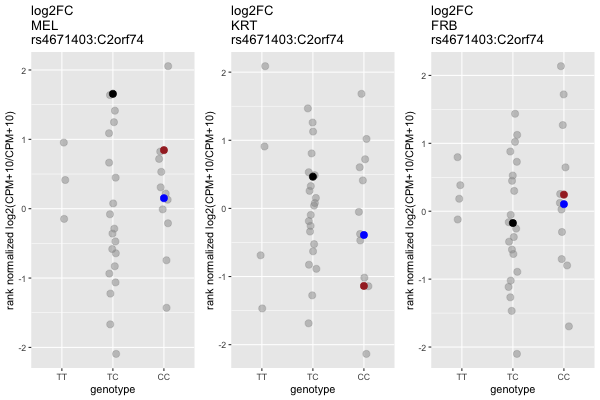 log2FC
MEL
rs4671403:C2orf74
rank normalized log2(CPM+10/CPM+10)
2
1
0
-1
-2
TT
TC
CC
genotype
log2FC
KRT
rs4671403:C2orf74
rank normalized log2(CPM+10/CPM+10)
2
1
0
-1
-2
TT
TC
CC
genotype
log2FC
FRB
rs4671403:C2orf74
rank normalized log2(CPM+10/CPM+10)
2
1
0
-1
-2
TT
TC
CC
genotype